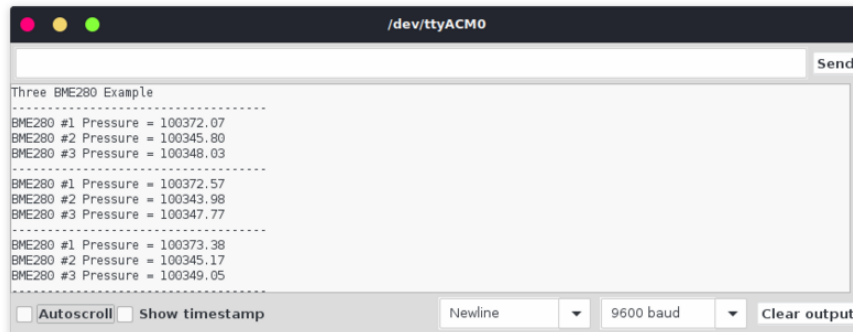 /dev/ttyACM0
Send
Three BME280 Example
-----------------------------------
BME280 #1 Pressure = 100372.07
BME280 #2 Pressure = 100345.80
BME280 #3 Pressure = 100348.03
-----------------------------------
BME280 #1 Pressure = 100372.57
BME280 #2 Pressure = 100343.98
BME280 #3 Pressure = 100347.77
-----------------------------------
BME280 #1 Pressure = 100373.38
BME280 #2 Pressure = 100345.17
BME280 #3 Pressure = 100349.05
-----------------------------------
Autoscroll Show timestamp Newline 9600 baud Clear output